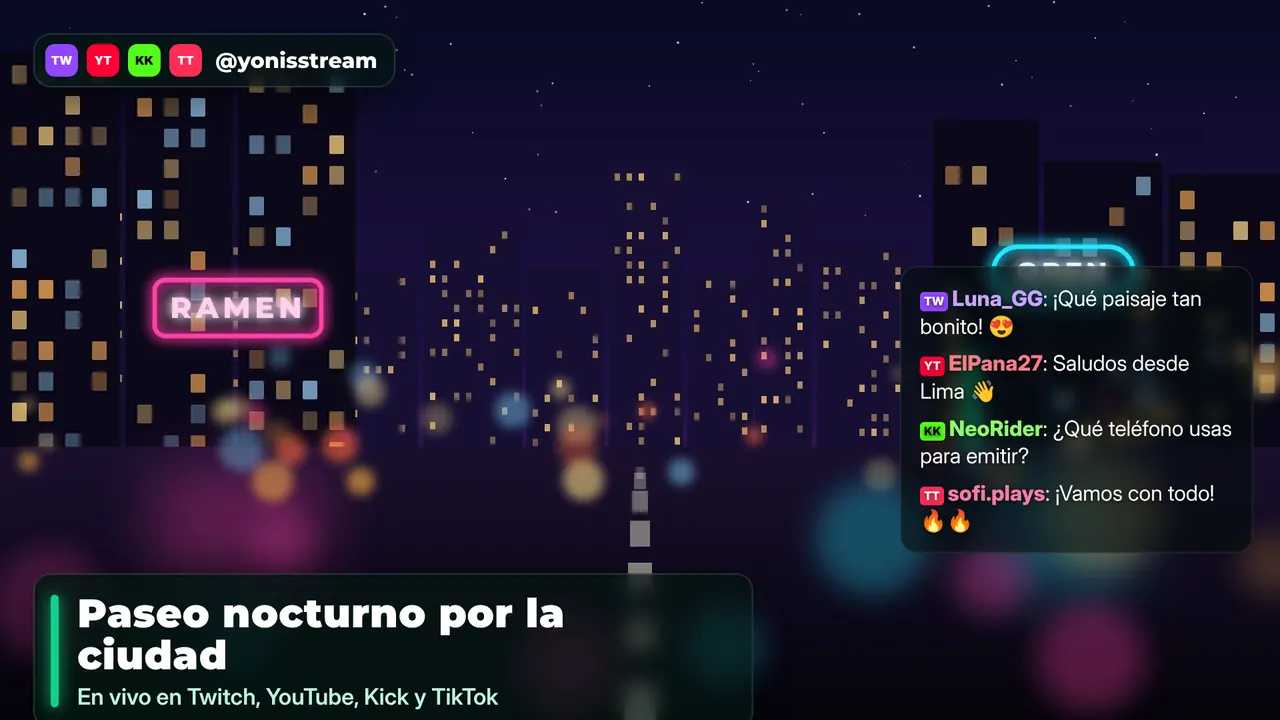 TW YT KK TT @yonisstream
RAMEN
OPEN
TW Luna_GG: ¡Qué paisaje tan
bonito! 😍
YT ElPana27: Saludos desde
Lima 👋
KK NeoRider: ¿Qué teléfono usas
para emitir?
TT sofi.plays: ¡Vamos con todo!
🔥🔥
Paseo nocturno por la
ciudad
En vivo en Twitch, YouTube, Kick y TikTok